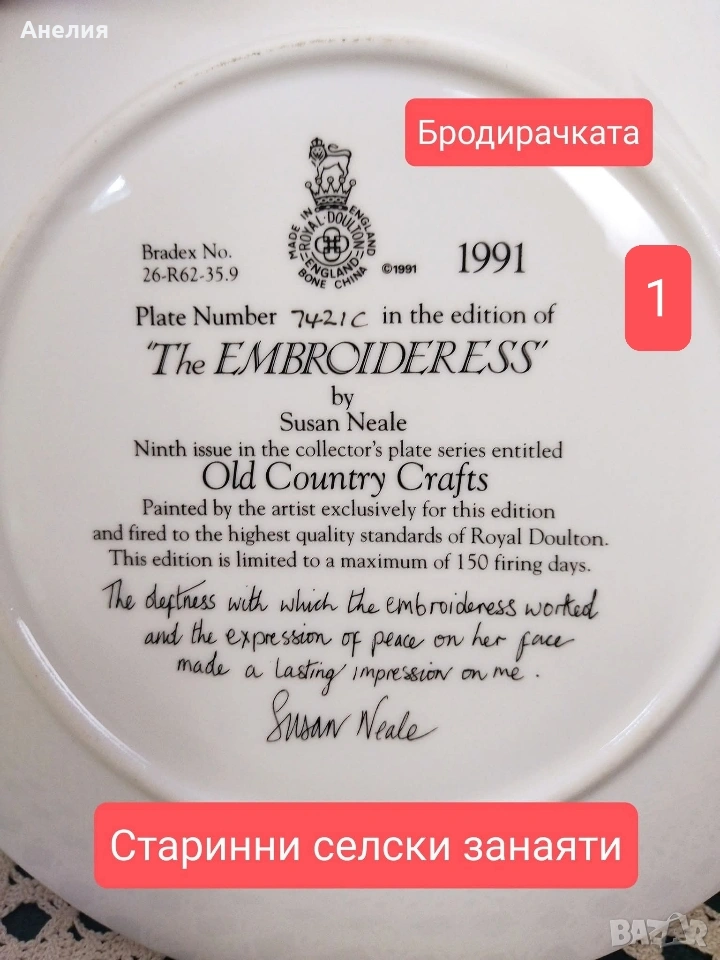 Анелия
Бродирачката
MADE IN ENGLAND
ROYAL·DOULTON
ENGLAND
BONE CHINA
©1991
1991
Bradex No.
26-R62-35.9
1
Plate Number 7421C in the edition of
"The EMBROIDERESS"
by
Susan Neale
Ninth issue in the collector's plate series entitled
Old Country Crafts
Painted by the artist exclusively for this edition
and fired to the highest quality standards of Royal Doulton.
This edition is limited to a maximum of 150 firing days.
The deftness with which the embroideress worked
and the expression of peace on her face
made a lasting impression on me.
Susan Neale
Старинни селски занаяти
BAZAR